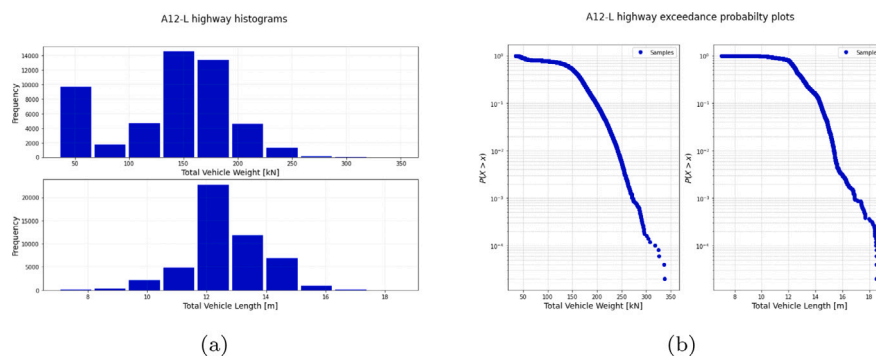 A12-L highway histograms
A12-L highway exceedance probabilty plots
14000
12000
10000
8000
6000
4000
2000
0
Frequency
50 100 150 200 250 300 350
Total Vehicle Weight [kN]
20000
15000
10000
5000
0
Frequency
8 10 12 14 16 18
Total Vehicle Length [m]
(a)
Samples
10⁰
10⁻¹
10⁻²
10⁻³
10⁻⁴
P(X > x)
50 100 150 200 250 300 350
Total Vehicle Weight [kN]
Samples
10⁰
10⁻¹
10⁻²
10⁻³
10⁻⁴
P(X > x)
8 10 12 14 16 18
Total Vehicle Length [m]
(b)